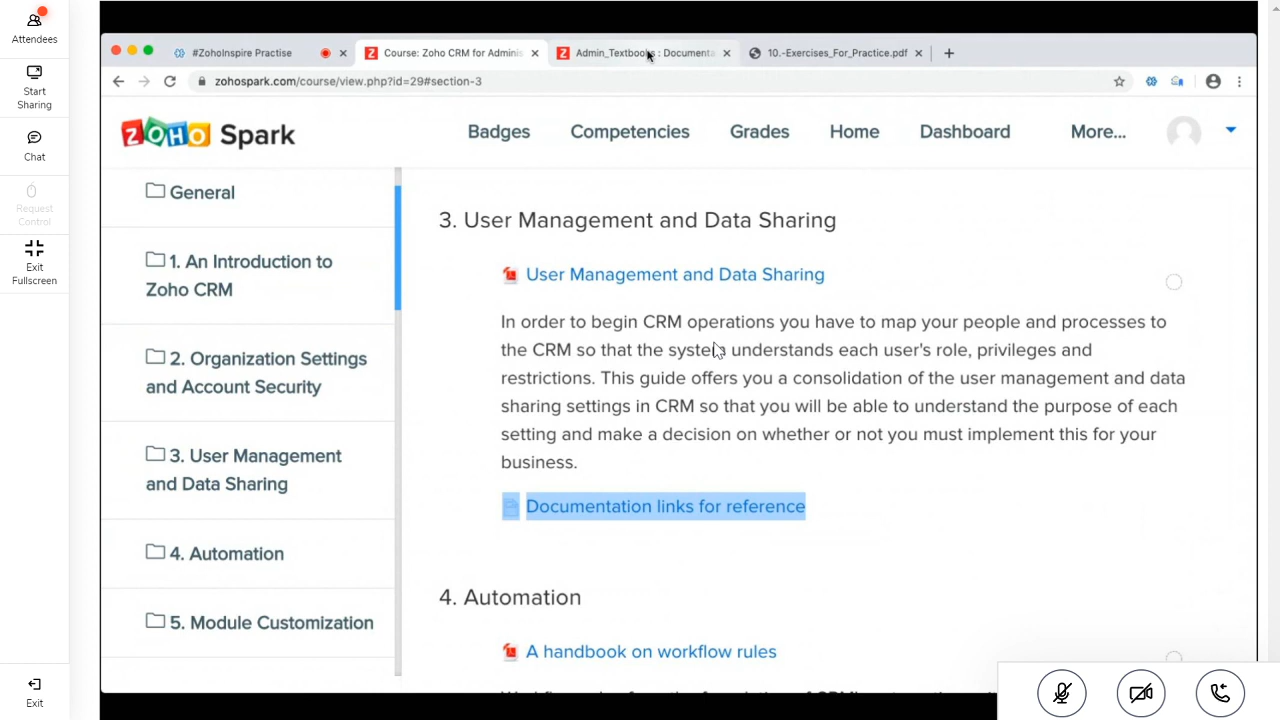 Attendees
Start
Sharing
Chat
Request
Control
Exit
Fullscreen
Exit
#ZohoInspire Practise
Course: Zoho CRM for Adminis
Admin_Textbooks : Documenta
10.-Exercises_For_Practice.pdf
zohospark.com/course/view.php?id=29#section-3
ZOHO Spark
Badges
Competencies
Grades
Home
Dashboard
More...
General
1. An Introduction to
Zoho CRM
2. Organization Settings
and Account Security
3. User Management
and Data Sharing
4. Automation
5. Module Customization
3. User Management and Data Sharing
User Management and Data Sharing
In order to begin CRM operations you have to map your people and processes to
the CRM so that the system understands each user's role, privileges and
restrictions. This guide offers you a consolidation of the user management and data
sharing settings in CRM so that you will be able to understand the purpose of each
setting and make a decision on whether or not you must implement this for your
business.
Documentation links for reference
4. Automation
A handbook on workflow rules